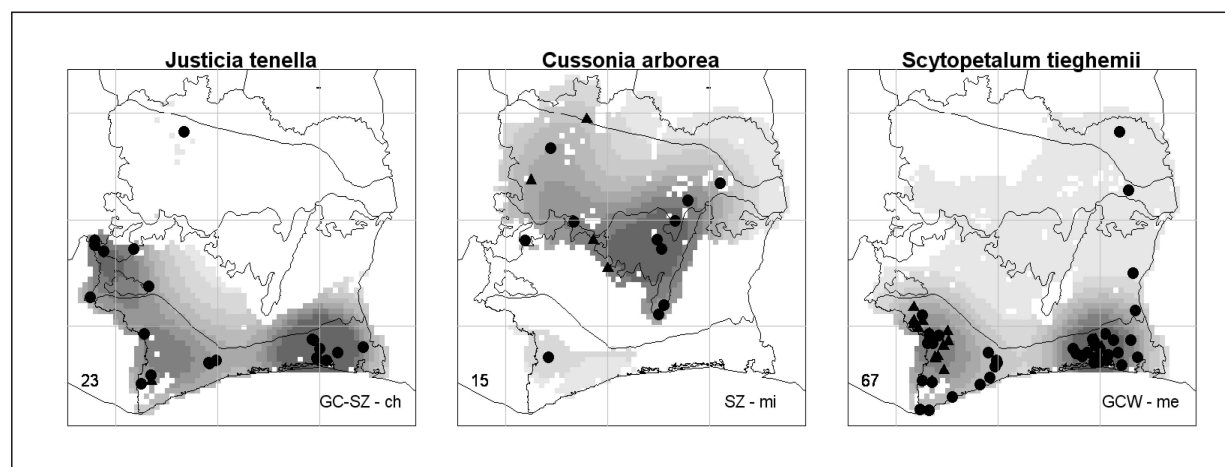 Justicia tenella
23
GC-SZ - ch
Cussonia arborea
15
SZ - mi
Scytopetalum tieghemii
67
GCW - me